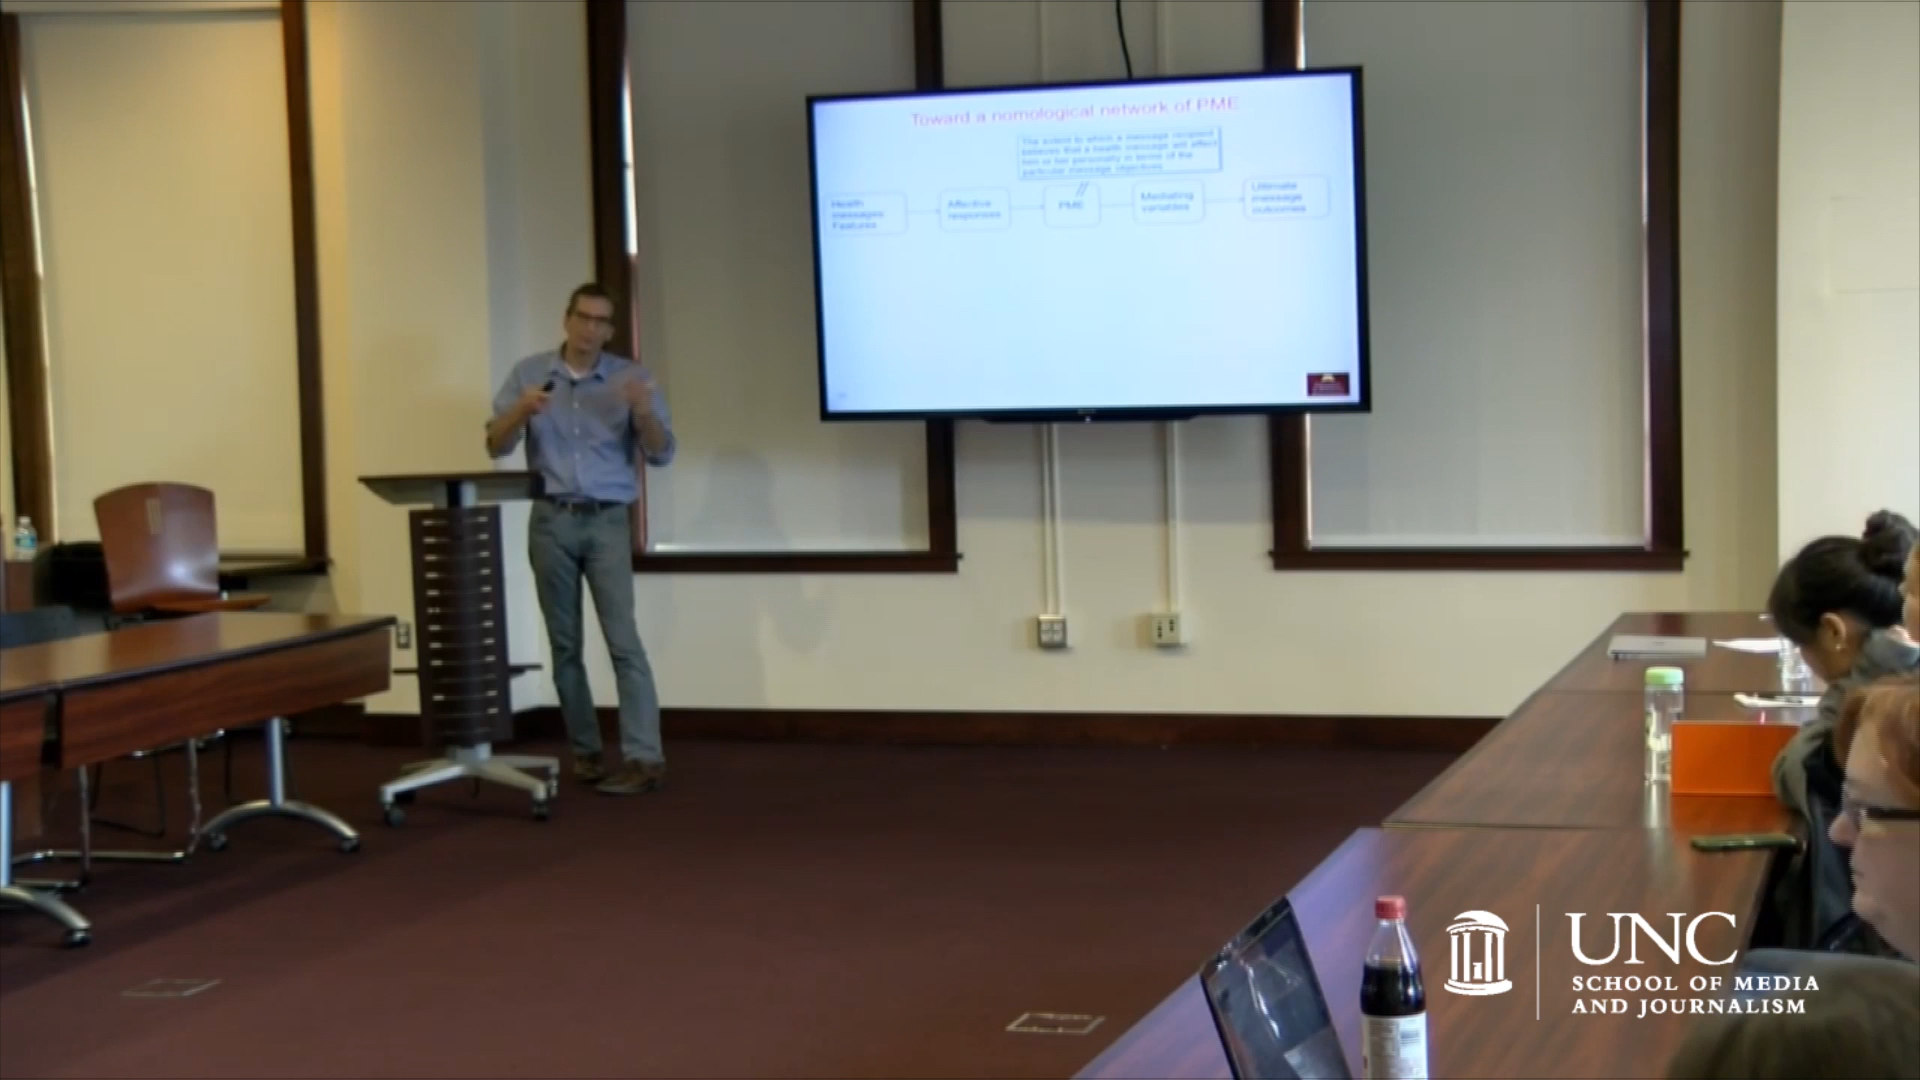 Toward a nomological network of PME
The extent to which a message recipient
believes that a health message will affect
him or her personally in terms of the
particular message objectives
Health
messages
Features
Affective
responses
PME
Mediating
variables
Ultimate
message
outcomes
UNC
SCHOOL OF MEDIA
AND JOURNALISM